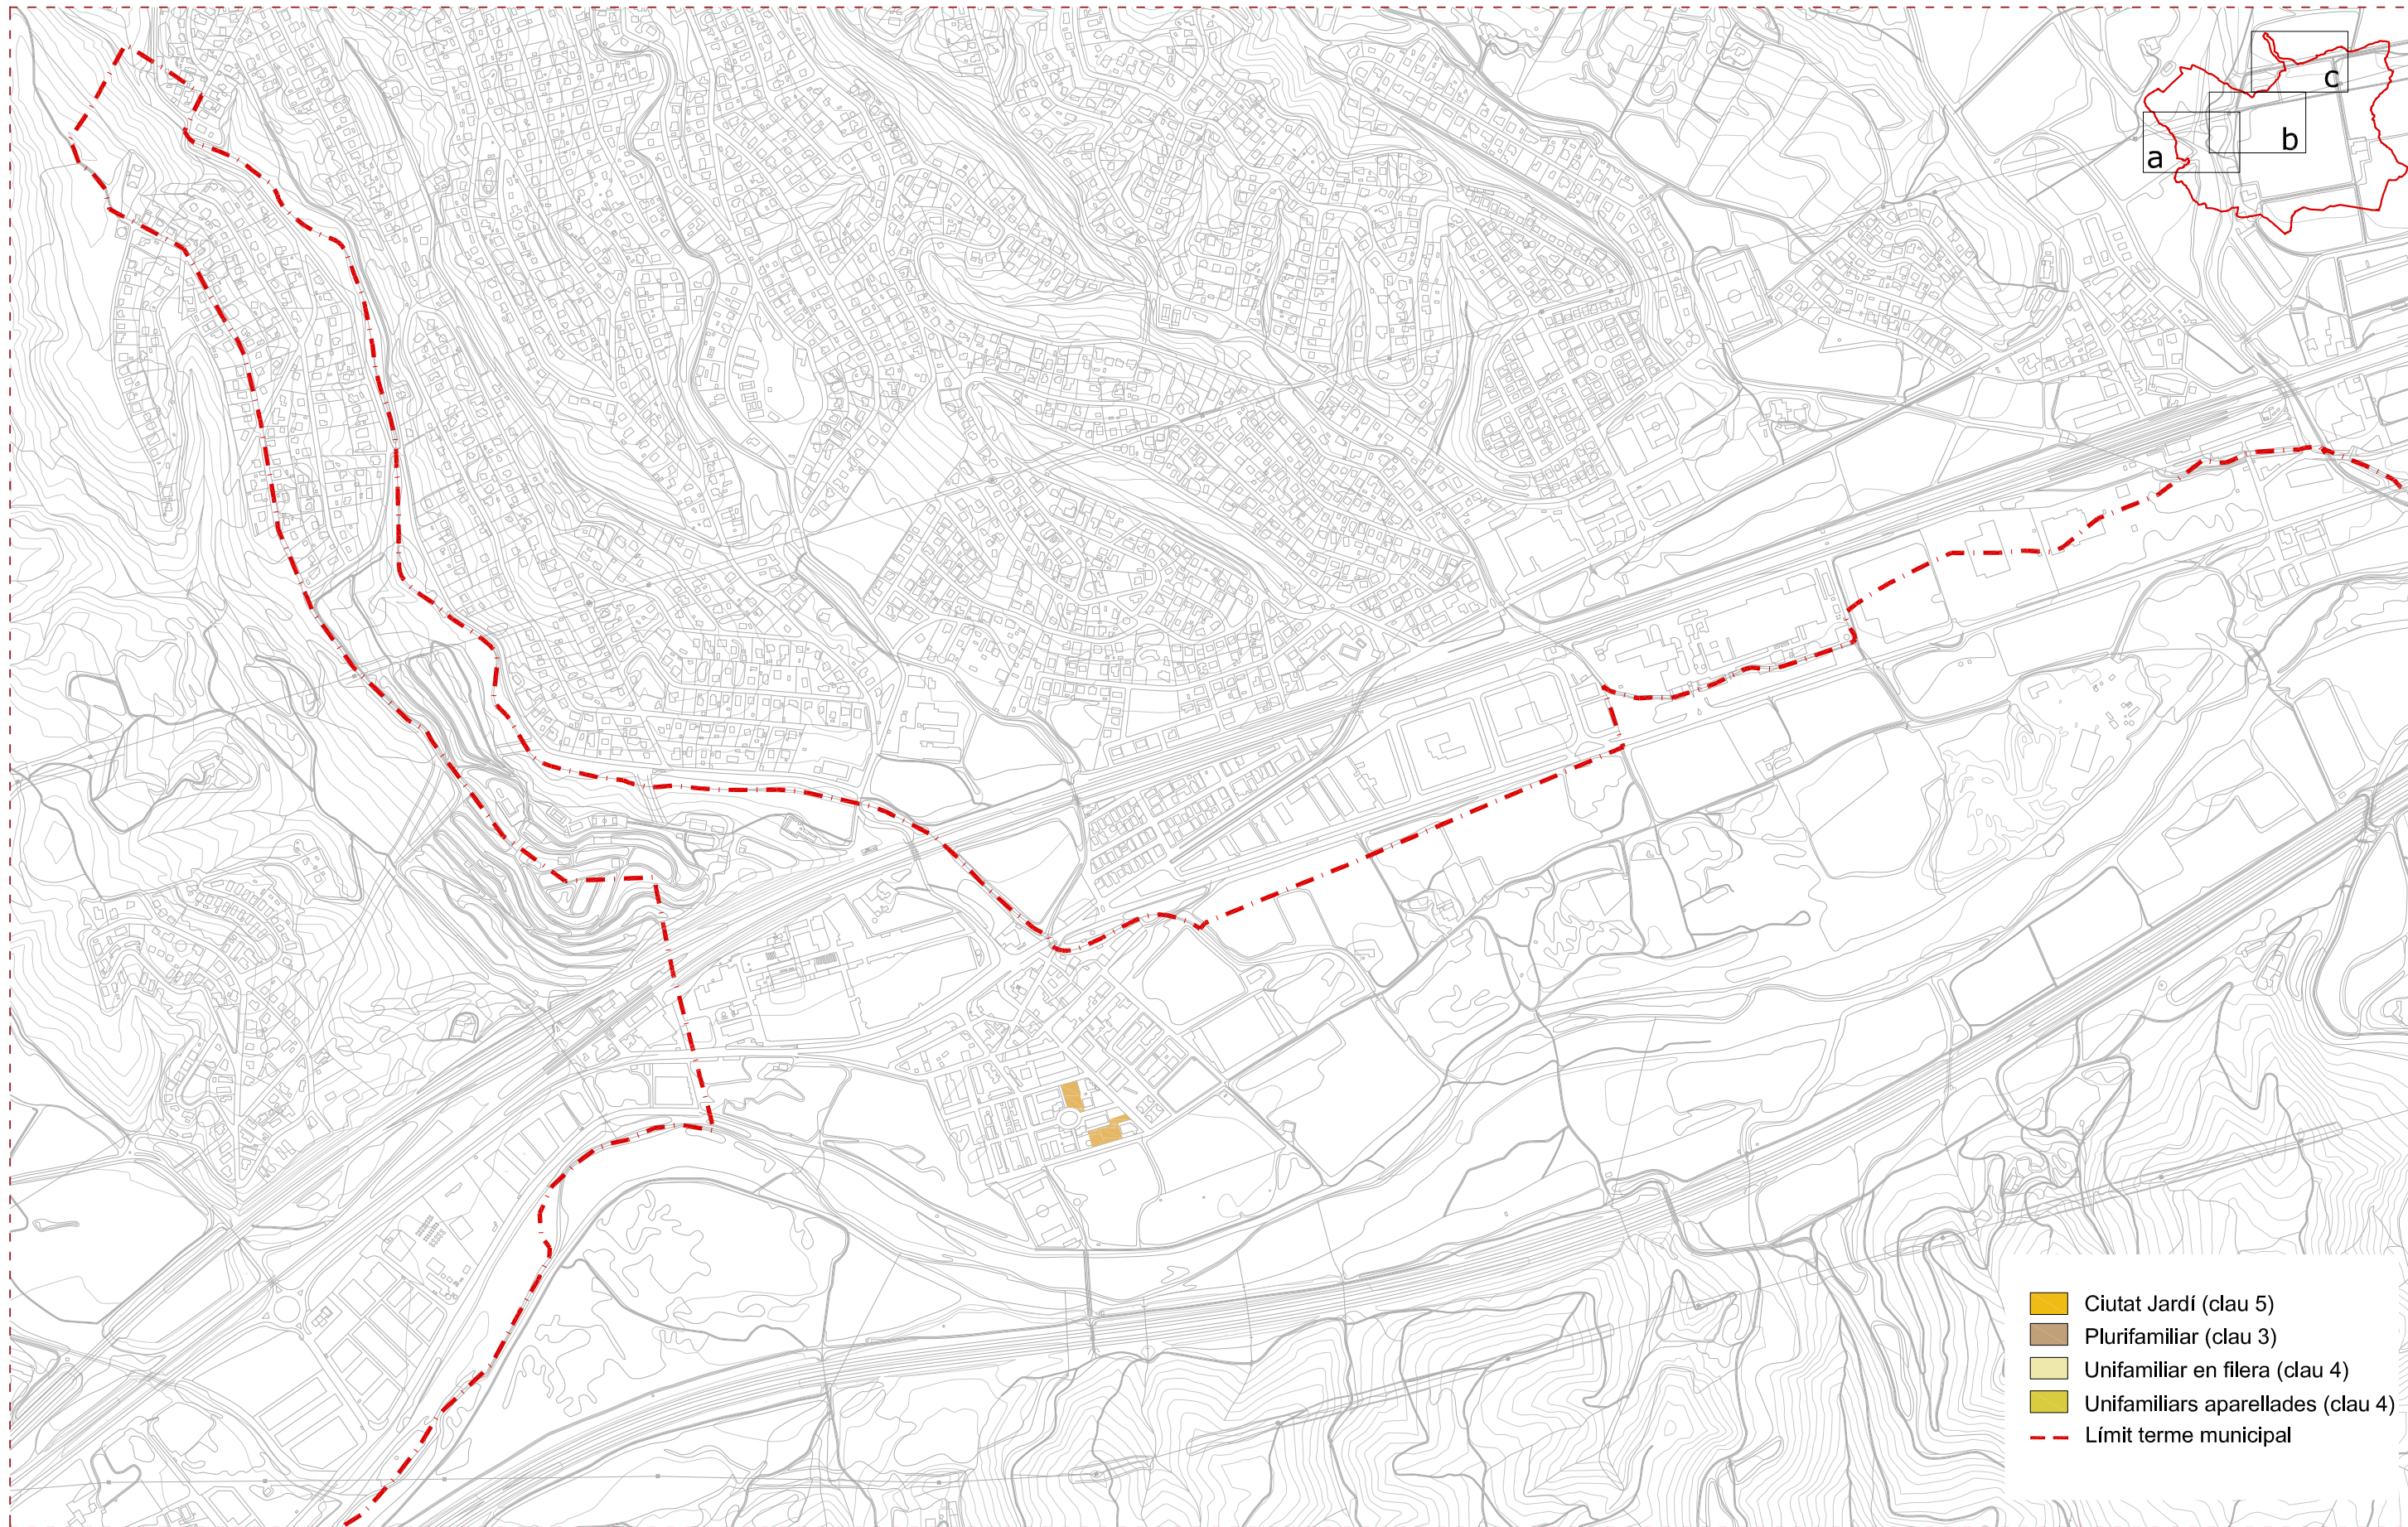 c
b
a
Ciutat Jardí (clau 5)
Plurifamiliar (clau 3)
Unifamiliar en filera (clau 4)
Unifamiliars aparellades (clau 4)
Límit terme municipal